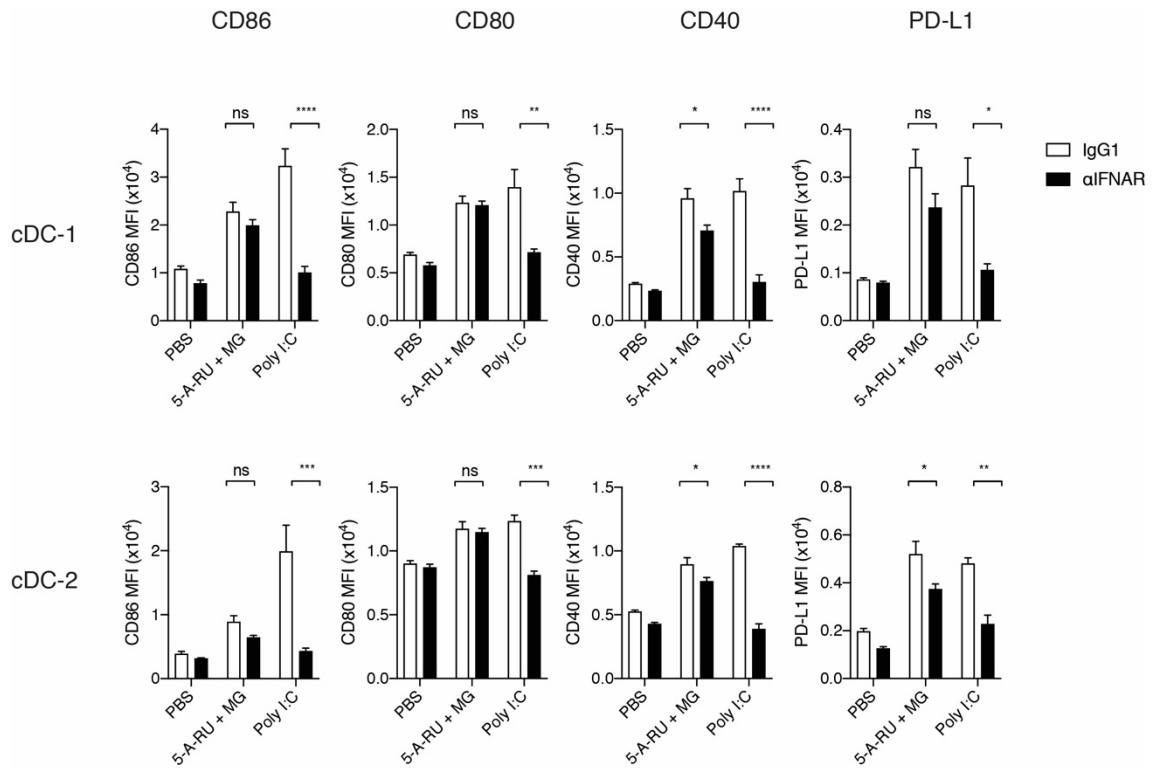 CD86 CD80 CD40 PD-L1
ns **** ns ** * **** ns *
IgG1
αIFNAR
cDC-1
CD86 MFI (x10⁴)
4
3
2
1
0
PBS
5-A-RU + MG
Poly I:C
CD80 MFI (x10⁴)
2.0
1.5
1.0
0.5
0.0
PBS
5-A-RU + MG
Poly I:C
CD40 MFI (x10⁴)
1.5
1.0
0.5
0.0
PBS
5-A-RU + MG
Poly I:C
PD-L1 MFI (x10⁴)
0.4
0.3
0.2
0.1
0.0
PBS
5-A-RU + MG
Poly I:C
ns *** ns *** * **** * **
cDC-2
CD86 MFI (x10⁴)
3
2
1
0
PBS
5-A-RU + MG
Poly I:C
CD80 MFI (x10⁴)
1.5
1.0
0.5
0.0
PBS
5-A-RU + MG
Poly I:C
CD40 MFI (x10⁴)
1.5
1.0
0.5
0.0
PBS
5-A-RU + MG
Poly I:C
PD-L1 MFI (x10⁴)
0.8
0.6
0.4
0.2
0.0
PBS
5-A-RU + MG
Poly I:C